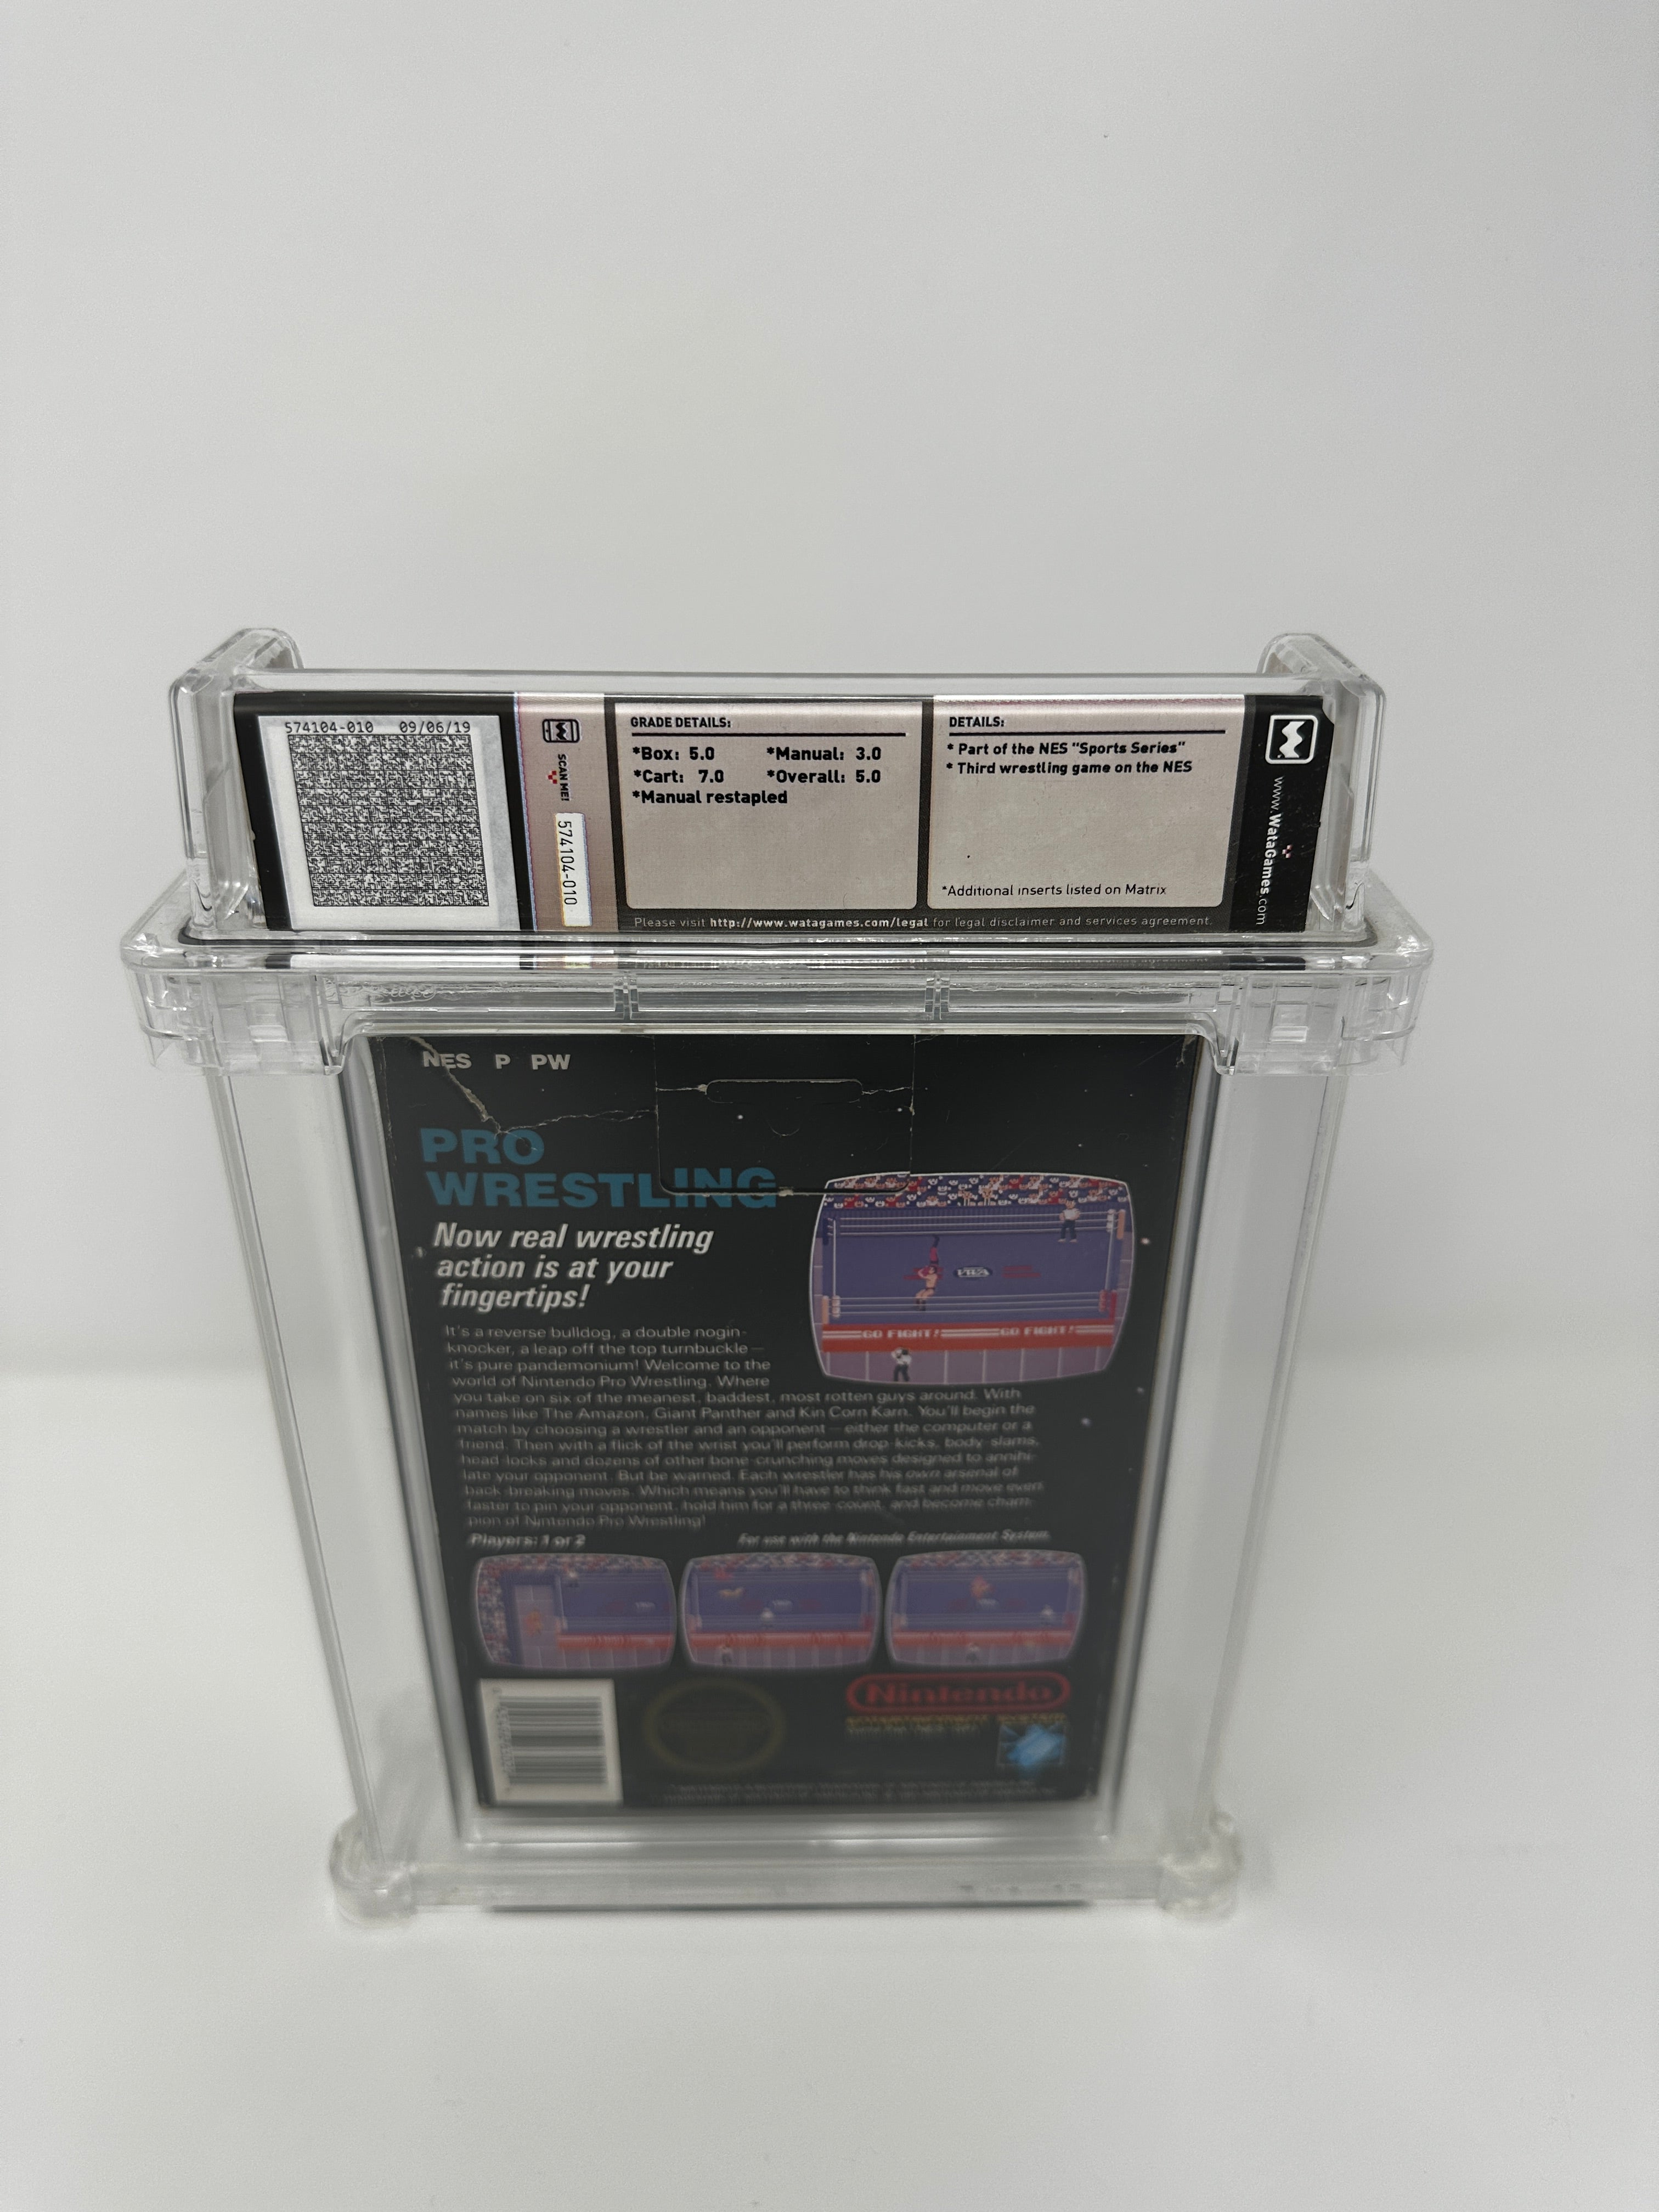 574104-010 09/06/19
SCAN ME!
574104-010
GRADE DETAILS:
*Box: 5.0 *Manual: 3.0
*Cart: 7.0 *Overall: 5.0
*Manual restapled
DETAILS:
* Part of the NES "Sports Series"
* Third wrestling game on the NES
*Additional inserts listed on Matrix
www.WataGames.com
Please visit http://www.watagames.com/legal for legal disclaimer and services agreement.
NES P PW
PRO
WRESTLING
Now real wrestling
action is at your
fingertips!
GO FIGHT! GO FIGHT!
It's a reverse bulldog, a double nogin-
knocker, a leap off the top turnbuckle —
it's pure pandemonium! Welcome to the
world of Nintendo Pro Wrestling. Where
you take on six of the meanest, baddest, most rotten guys around. With
names like The Amazon, Giant Panther and Kin Corn Karn. You'll begin the
match by choosing a wrestler and an opponent — either the computer or a
friend. Then with a flick of the wrist you'll perform drop-kicks, body slams,
head-locks and dozens of other bone-crunching moves designed to annihi-
late your opponent. But be warned. Each wrestler has his own arsenal of
back-breaking moves. Which means you'll have to think fast and move even
faster to pin your opponent, hold him for a three-count, and become cham-
pion of Nintendo Pro Wrestling!
Players: 1 or 2 For use with the Nintendo Entertainment System
Nintendo